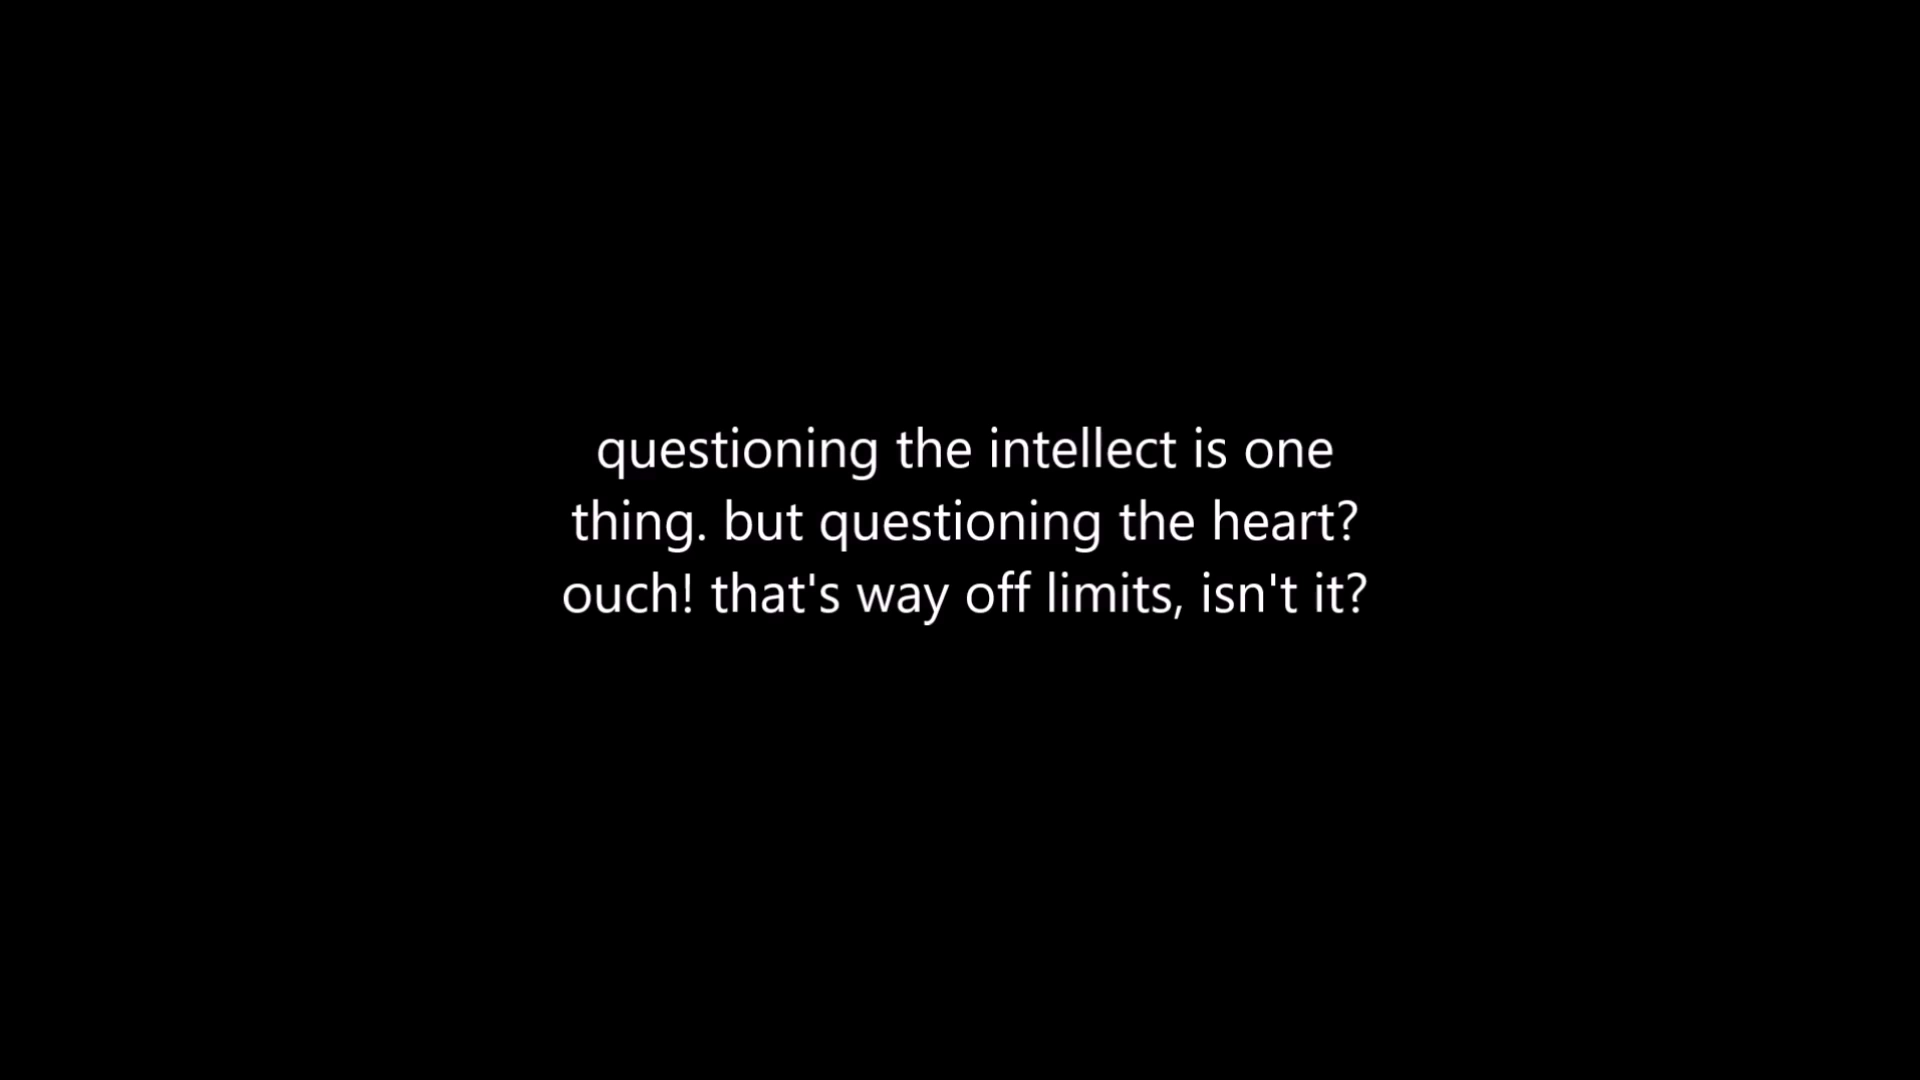 questioning the intellect is one
thing. but questioning the heart?
ouch! that's way off limits, isn't it?